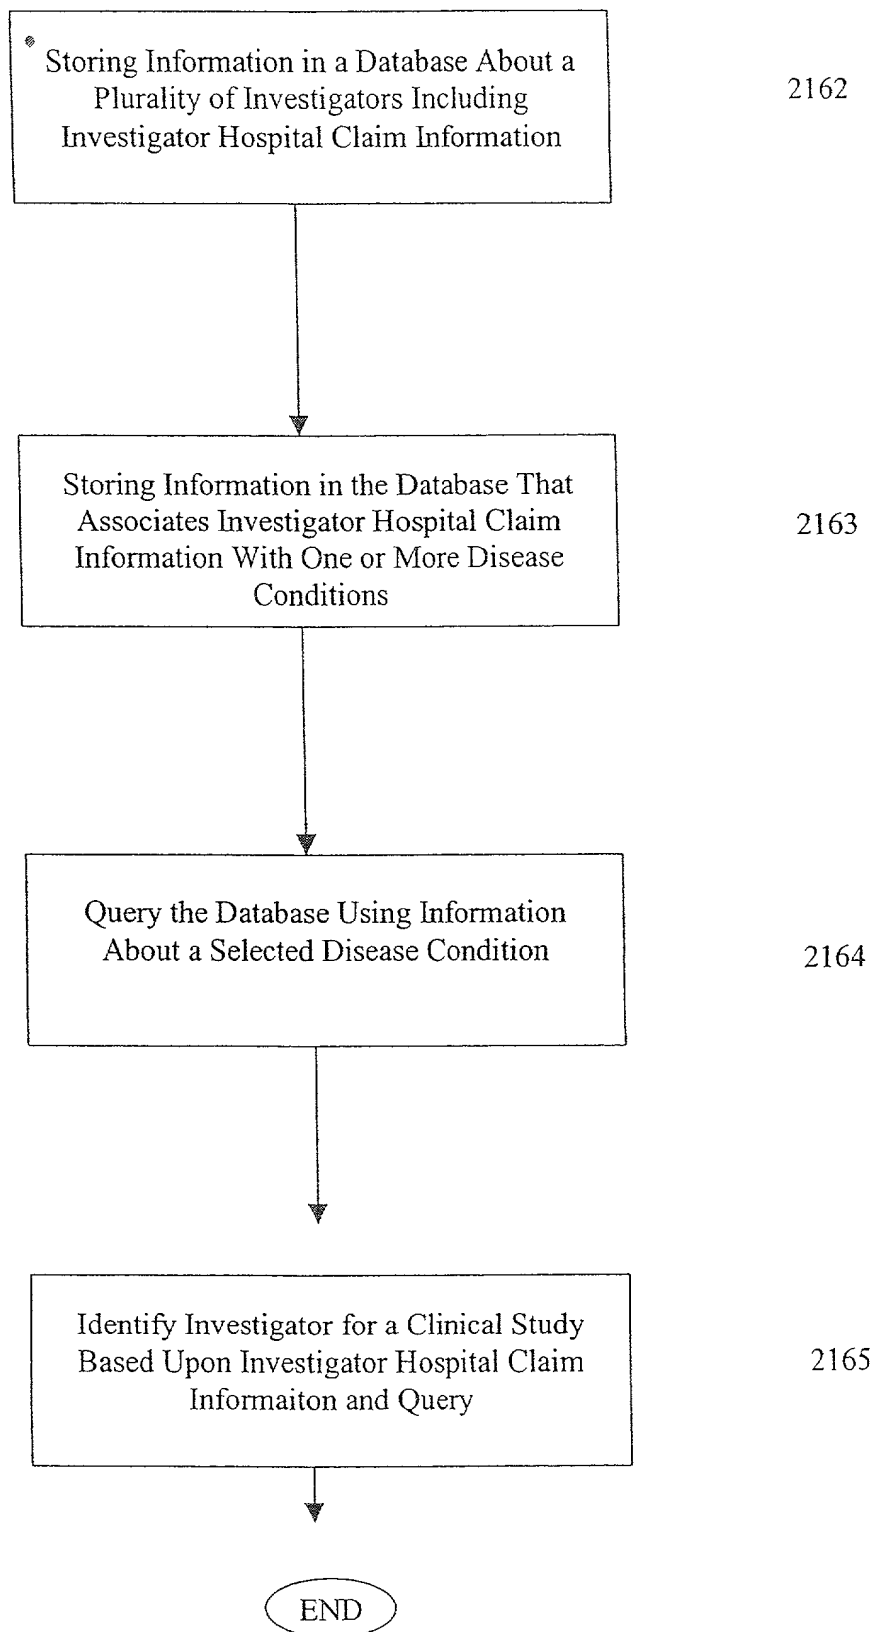 Storing Information in a Database About a
Plurality of Investigators Including
Investigator Hospital Claim Information
2162
Storing Information in the Database That
Associates Investigator Hospital Claim
Information With One or More Disease
Conditions
2163
Query the Database Using Information
About a Selected Disease Condition
2164
Identify Investigator for a Clinical Study
Based Upon Investigator Hospital Claim
Informaiton and Query
2165
END